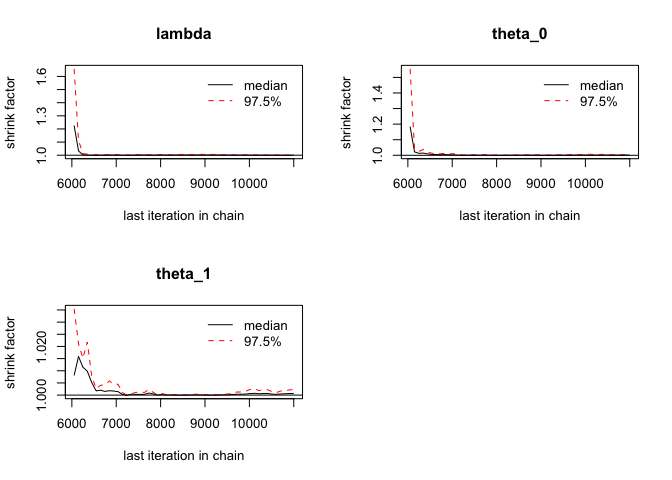 lambda
shrink factor
1.0 1.3 1.6
median
97.5%
6000 7000 8000 9000 10000
last iteration in chain
theta_0
shrink factor
1.0 1.2 1.4
median
97.5%
6000 7000 8000 9000 10000
last iteration in chain
theta_1
shrink factor
1.000 1.020
median
97.5%
6000 7000 8000 9000 10000
last iteration in chain